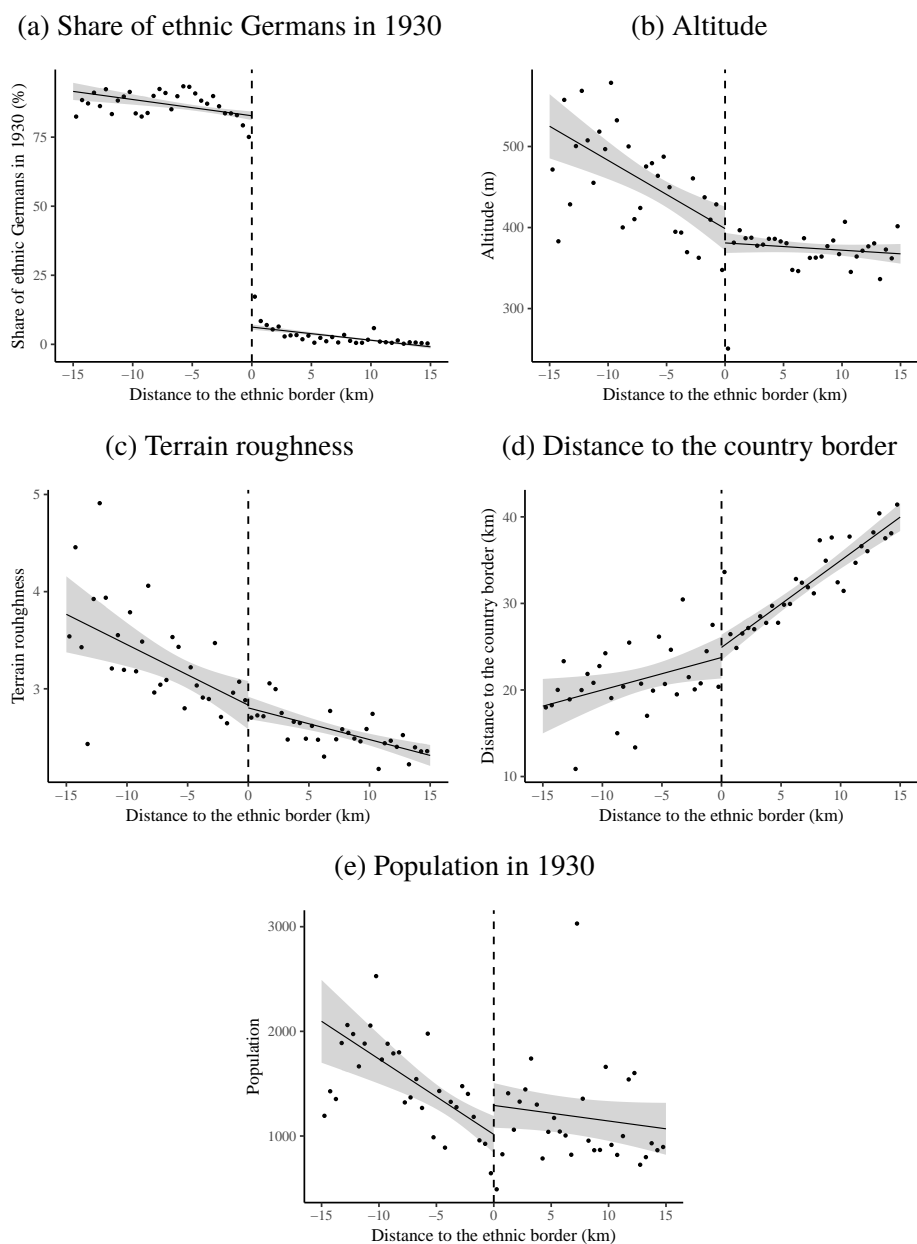 (a) Share of ethnic Germans in 1930
(b) Altitude
Share of ethnic Germans in 1930 (%)
75
50
25
0
−15 −10 −5 0 5 10 15
Distance to the ethnic border (km)
Altitude (m)
500
400
300
−15 −10 −5 0 5 10 15
Distance to the ethnic border (km)
(c) Terrain roughness
(d) Distance to the country border
Terrain rouhghness
5
4
3
−15 −10 −5 0 5 10 15
Distance to the ethnic border (km)
Distance to the country border (km)
40
30
20
10
−15 −10 −5 0 5 10 15
Distance to the ethnic border (km)
(e) Population in 1930
Population
3000
2000
1000
−15 −10 −5 0 5 10 15
Distance to the ethnic border (km)